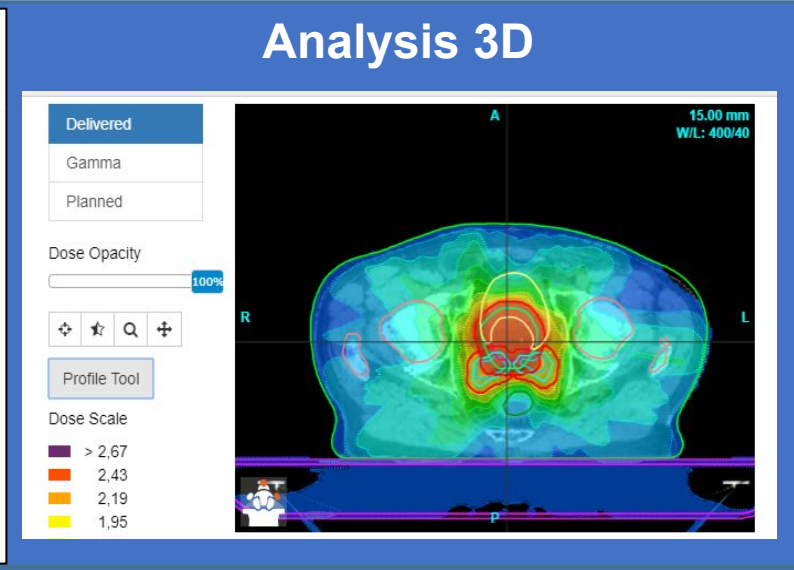 Analysis 3D
Delivered
Gamma
Planned
Dose Opacity
100%
Profile Tool
Dose Scale
> 2,67
2,43
2,19
1,95
A
15.00 mm
W/L: 400/40
R
L
P